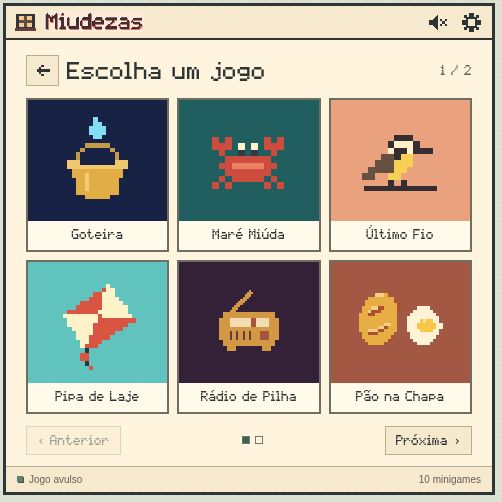 Miudezas
Escolha um jogo
1 / 2
Goteira
Maré Miúda
Último Fio
Pipa de Laje
Rádio de Pilha
Pão na Chapa
‹ Anterior
Próxima ›
Jogo avulso
10 minigames